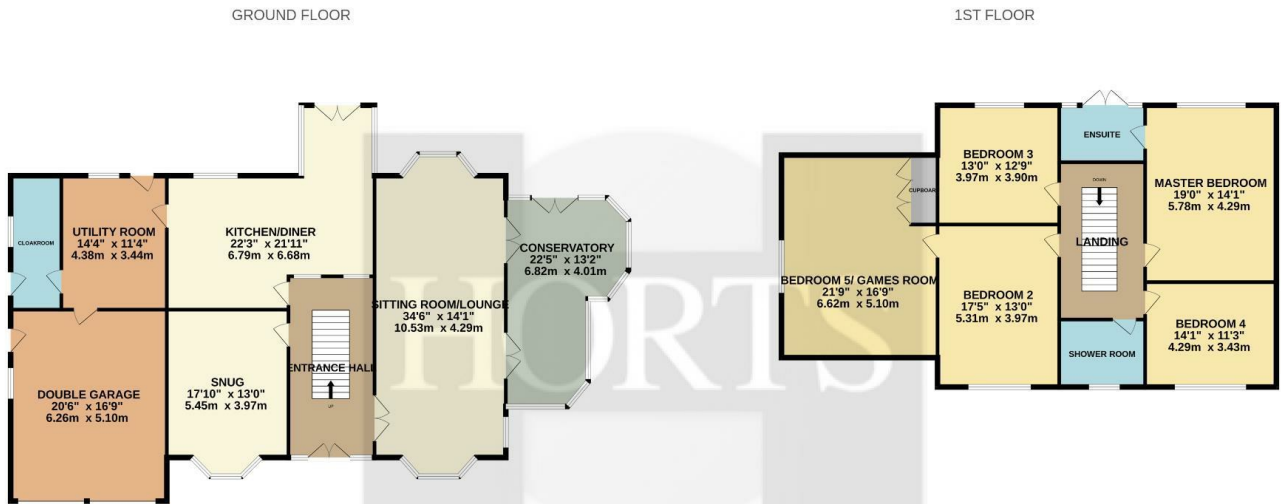 GROUND FLOOR
1ST FLOOR
CLOAKROOM
UTILITY ROOM
14'4" x 11'4"
4.38m x 3.44m
KITCHEN/DINER
22'3" x 21'11"
6.79m x 6.68m
SITTING ROOM/LOUNGE
34'6" x 14'1"
10.53m x 4.29m
CONSERVATORY
22'5" x 13'2"
6.82m x 4.01m
DOUBLE GARAGE
20'6" x 16'9"
6.26m x 5.10m
SNUG
17'10" x 13'0"
5.45m x 3.97m
ENTRANCE HALL
UP
HORTS
BEDROOM 3
13'0" x 12'9"
3.97m x 3.90m
ENSUITE
CUPBOARD
MASTER BEDROOM
19'0" x 14'1"
5.78m x 4.29m
DOWN
LANDING
BEDROOM 5/ GAMES ROOM
21'9" x 16'9"
6.62m x 5.10m
BEDROOM 2
17'5" x 13'0"
5.31m x 3.97m
SHOWER ROOM
BEDROOM 4
14'1" x 11'3"
4.29m x 3.43m